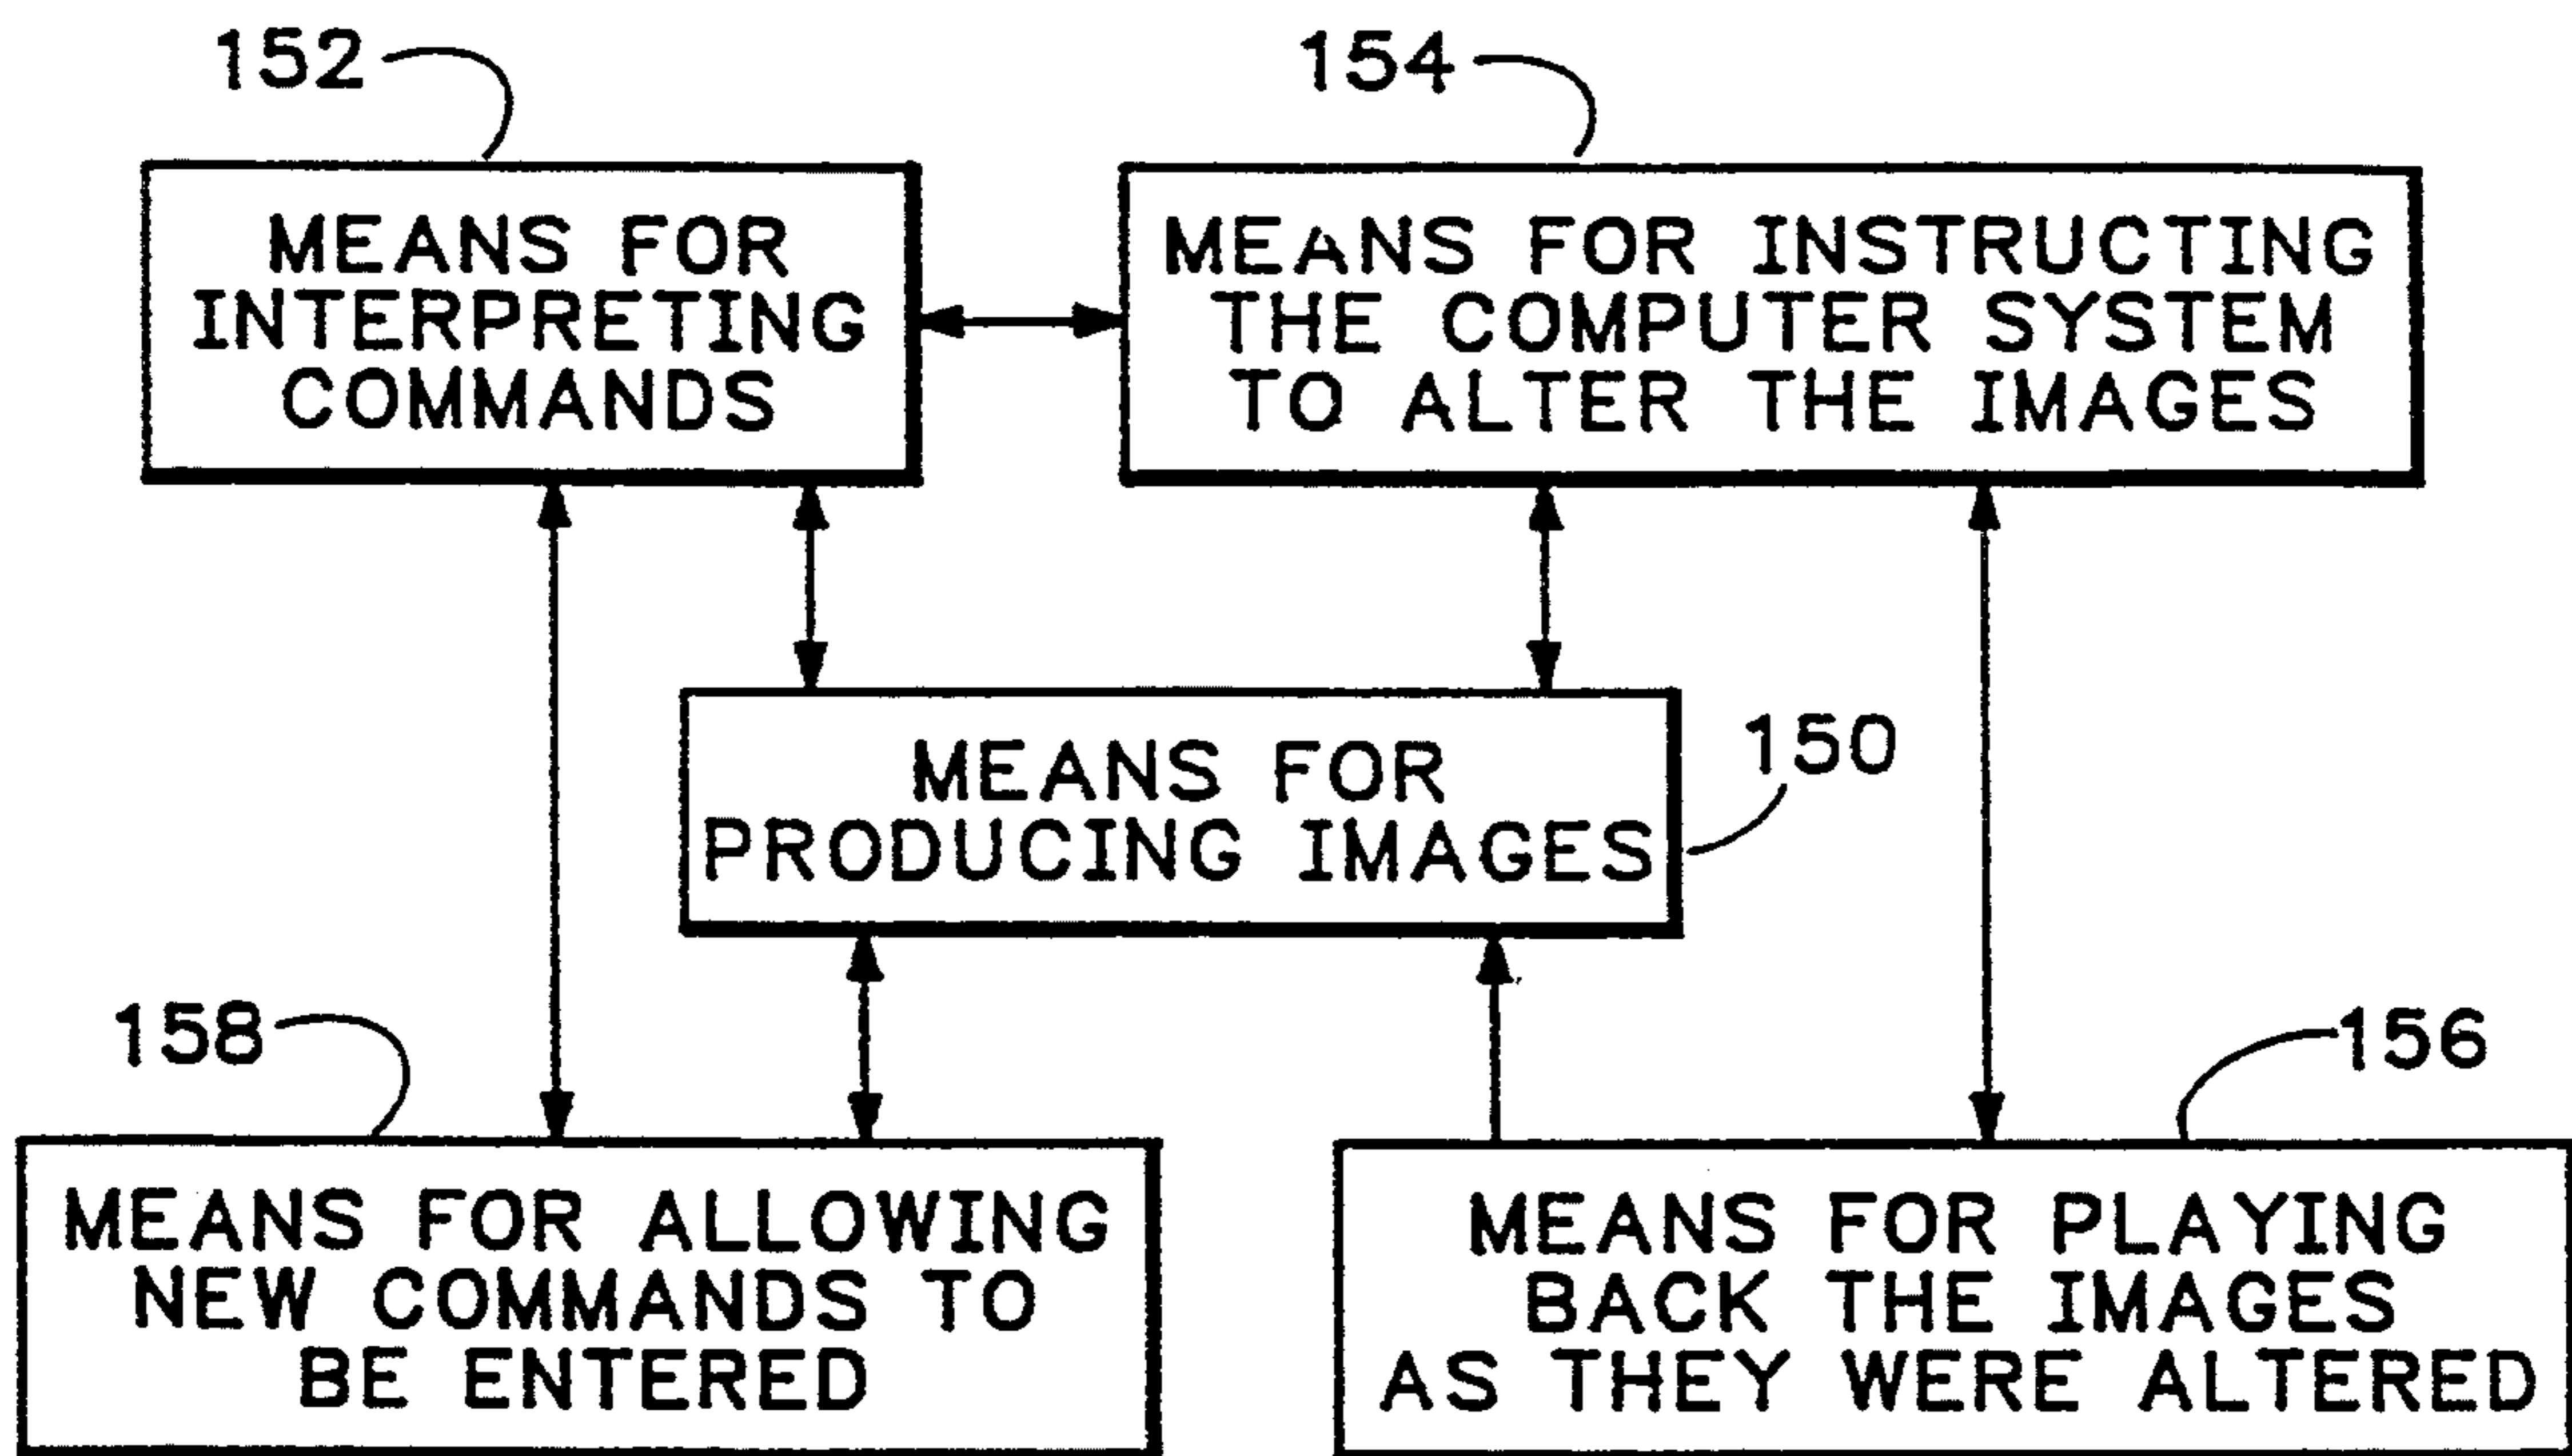 152
MEANS FOR
INTERPRETING
COMMANDS
154
MEANS FOR INSTRUCTING
THE COMPUTER SYSTEM
TO ALTER THE IMAGES
MEANS FOR
PRODUCING IMAGES
150
158
MEANS FOR ALLOWING
NEW COMMANDS TO
BE ENTERED
156
MEANS FOR PLAYING
BACK THE IMAGES
AS THEY WERE ALTERED